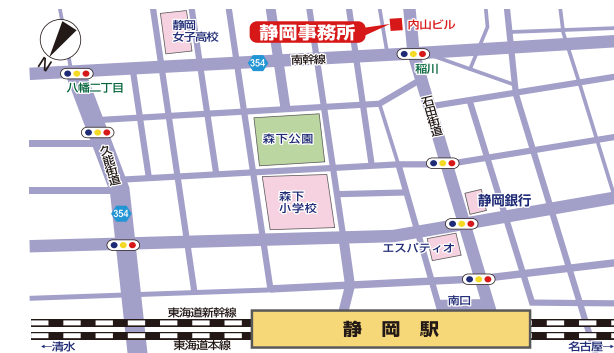 静岡
女子高校
静岡事務所
内山ビル
N
354
南幹線
稲川
八幡二丁目
石田街道
森下公園
久能街道
森下
小学校
静岡銀行
354
エスパティオ
南口
東海道新幹線
静岡駅
東海道本線
←清水
名古屋→